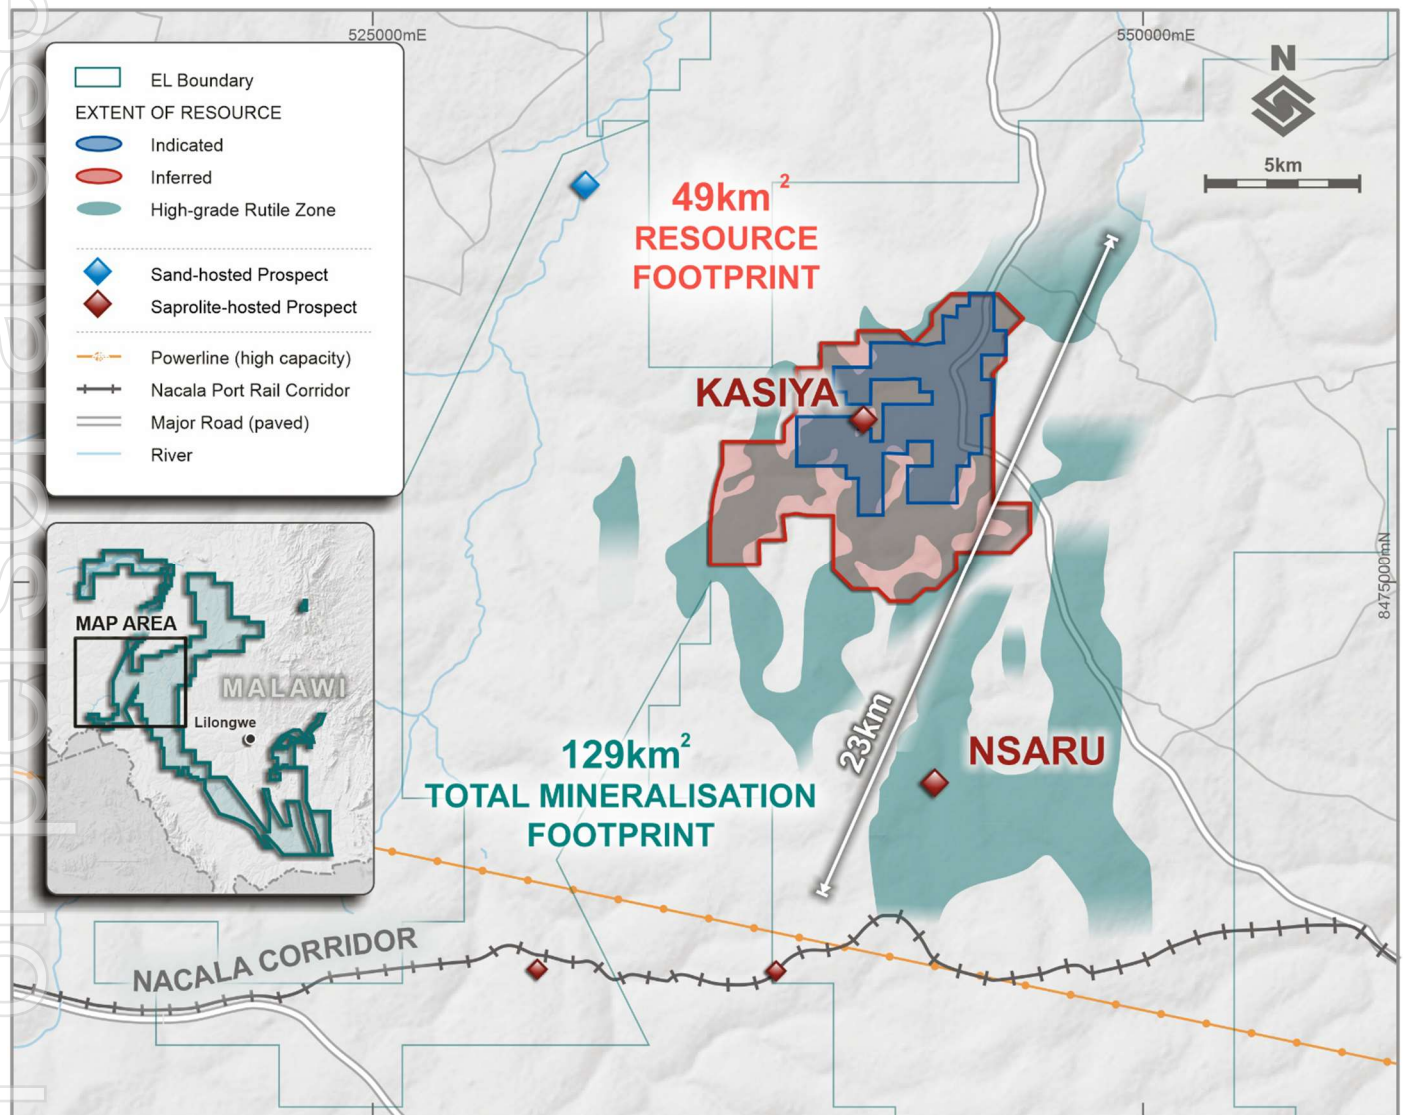 525000mE
550000mE
EL Boundary
EXTENT OF RESOURCE
Indicated
Inferred
High-grade Rutile Zone
Sand-hosted Prospect
Saprolite-hosted Prospect
Powerline (high capacity)
Nacala Port Rail Corridor
Major Road (paved)
River
N
5km
49km²
RESOURCE
FOOTPRINT
KASIYA
8475000mN
MAP AREA
MALAWI
Lilongwe
23km
NSARU
129km²
TOTAL MINERALISATION
FOOTPRINT
NACALA CORRIDOR